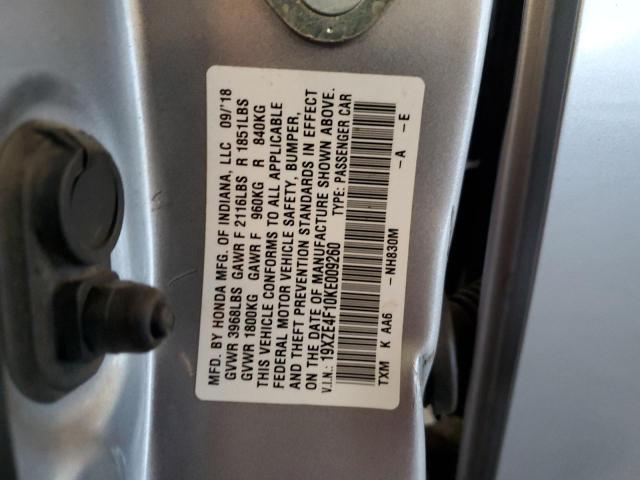 MFD. BY HONDA MFG. OF INDIANA, LLC 09/'18
GVWR 3968LBS GAWR F 2116LBS R 1851LBS
GVWR 1800KG GAWR F 960KG R 840KG
THIS VEHICLE CONFORMS TO ALL APPLICABLE
FEDERAL MOTOR VEHICLE SAFETY, BUMPER,
AND THEFT PREVENTION STANDARDS IN EFFECT
ON THE DATE OF MANUFACTURE SHOWN ABOVE.
V.I.N.: 19XZE4F10KE009260 TYPE: PASSENGER CAR
TXM K AA6 -NH830M -A -E